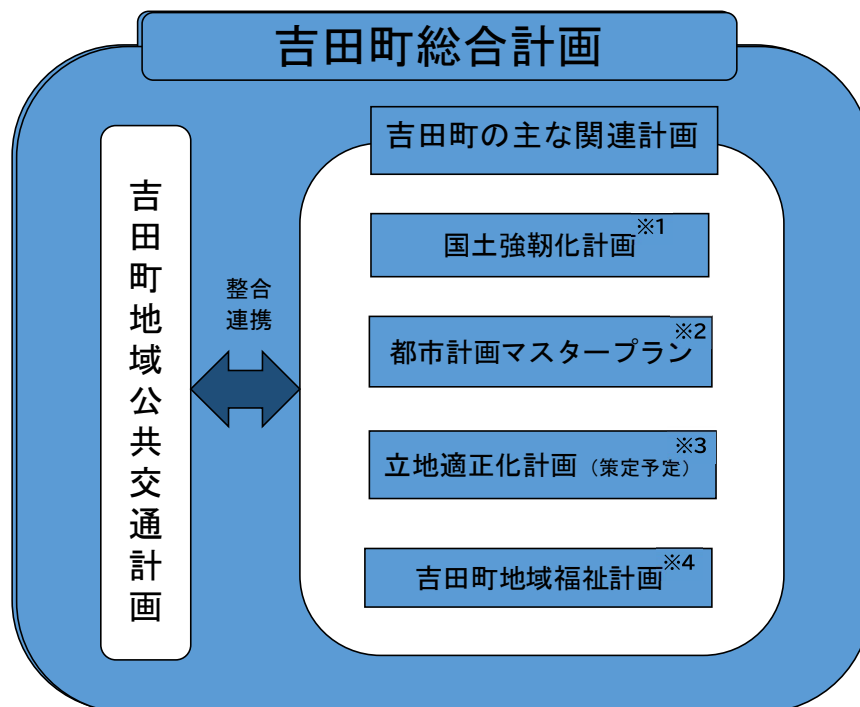 吉田町総合計画
吉田町地域公共交通計画
整合
連携
吉田町の主な関連計画
国土強靭化計画※1
都市計画マスタープラン※2
立地適正化計画（策定予定）※3
吉田町地域福祉計画※4